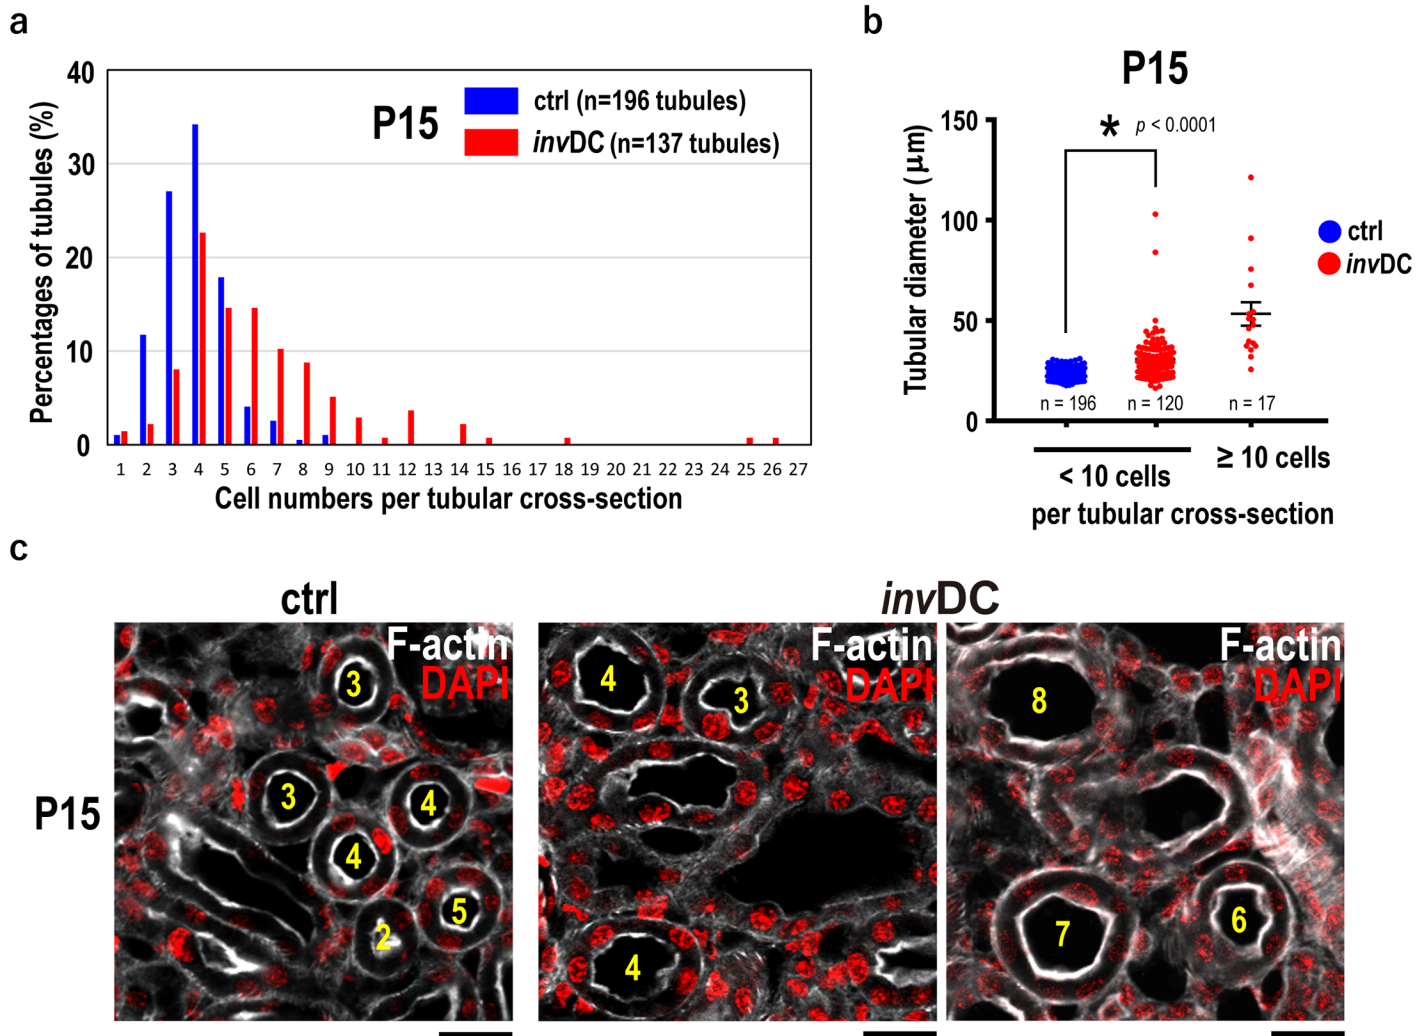 a
40
30
20
10
0
Percentages of tubules (%)
P15
ctrl (n=196 tubules)
invDC (n=137 tubules)
1 2 3 4 5 6 7 8 9 10 11 12 13 14 15 16 17 18 19 20 21 22 23 24 25 26 27
Cell numbers per tubular cross-section
b
P15
* p < 0.0001
150
100
50
0
Tubular diameter (μm)
ctrl
invDC
n = 196 n = 120 n = 17
< 10 cells
≥ 10 cells
per tubular cross-section
c
ctrl
invDC
P15
F-actin
DAPI
3
3
4
4
5
2
F-actin
DAPI
4
3
4
F-actin
DAPI
8
7
6